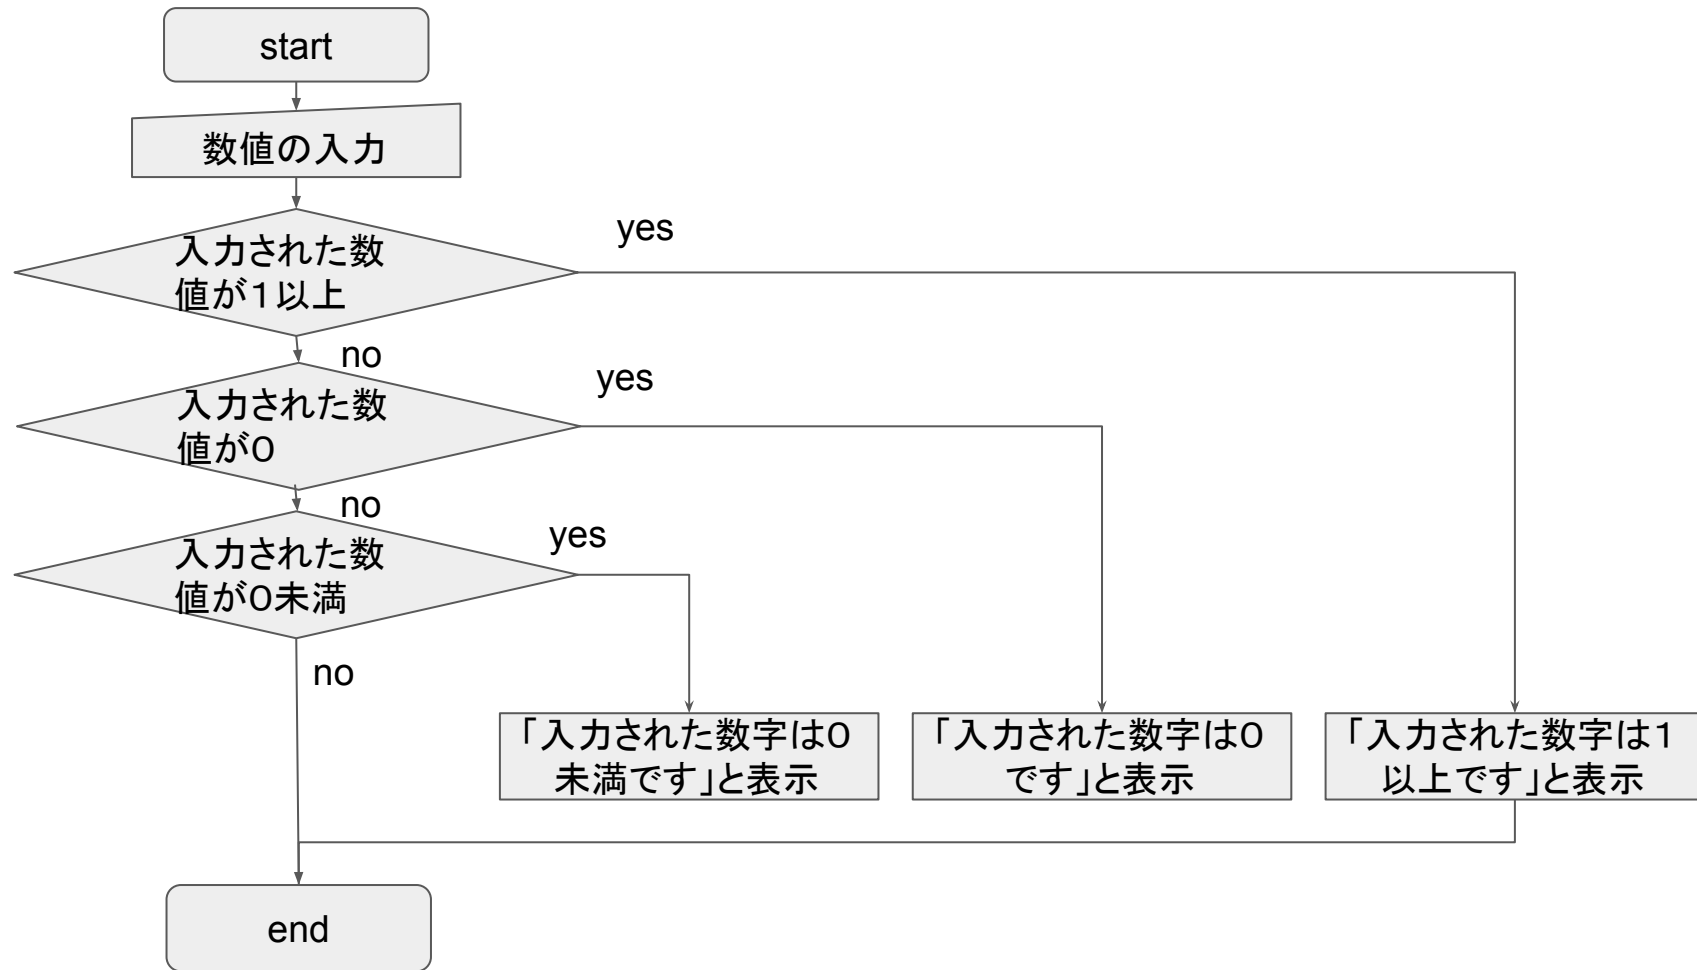 start
数値の入力
入力された数
値が1以上
yes
no
入力された数
値が0
yes
no
入力された数
値が0未満
yes
no
「入力された数字は0
未満です」と表示
「入力された数字は0
です」と表示
「入力された数字は1
以上です」と表示
end